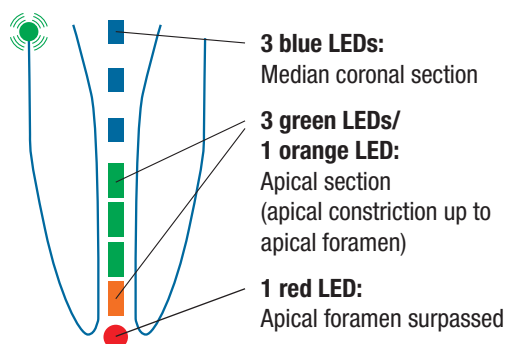 3 blue LEDs:
Median coronal section
3 green LEDs/
1 orange LED:
Apical section
(apical constriction up to
apical foramen)
1 red LED:
Apical foramen surpassed